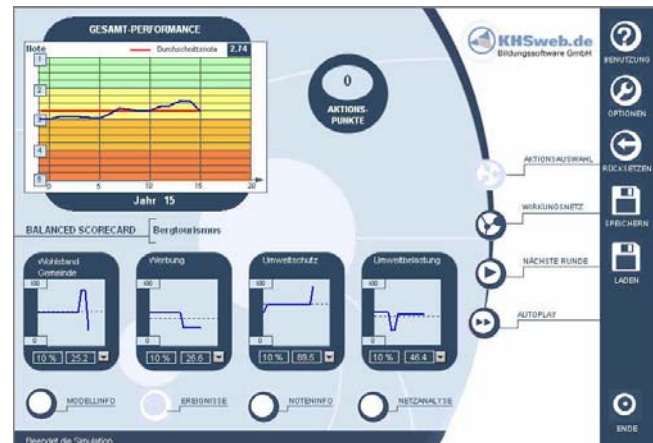 GESAMT-PERFORMANCE
Note
Durchschnittsnote 2.74
1
2
3
4
5
0 5 10 15 20
Jahr 15
0
AKTIONS-
PUNKTE
KHSweb.de
Bildungssoftware GmbH
BENUTZUNG
OPTIONEN
RÜCKSETZEN
SPEICHERN
LADEN
ENDE
AKTIONSAUSWAHL
WIRKUNGSNETZ
NÄCHSTE RUNDE
AUTOPLAY
BALANCED SCORECARD
Bergtourismus
Wohlstand
Gemeinde
100
0
10 % 25.2
Werbung
100
0
10 % 26.6
Umweltschutz
100
0
10 % 89.5
Umweltbelastung
100
0
10 % 46.4
MODELLINFO
EREIGNISSE
NOTENINFO
NETZANALYSE
Beendet die Simulation